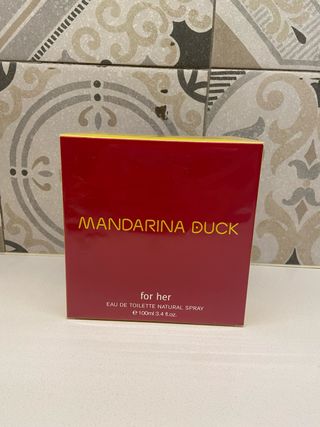 MANDARINA DUCK
for her
EAU DE TOILETTE NATURAL SPRAY
℮ 100ml 3.4 fl.oz.